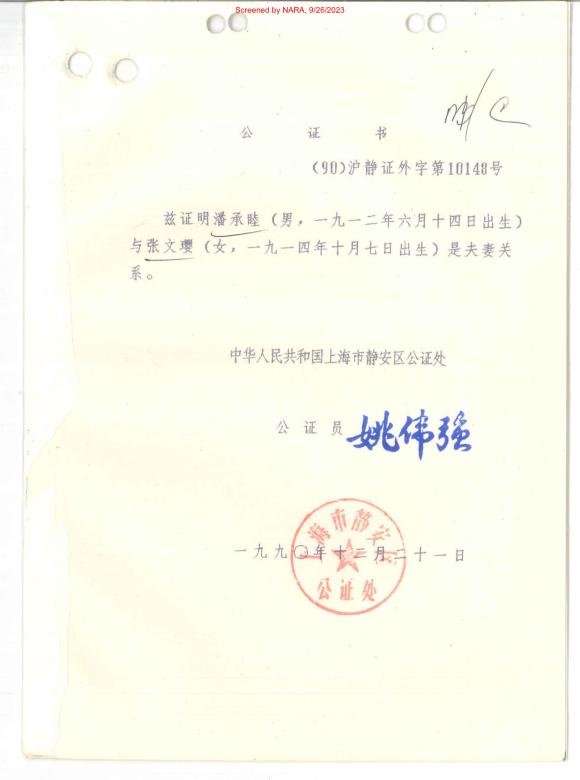 Screened by NARA, 9/26/2023
公 证 书
(90)沪静证外字第10148号
兹证明潘承睦（男，一九一二年六月十四日出生）
与张文瓔（女，一九一四年十月七日出生）是夫妻关
系。
中华人民共和国上海市静安区公证处
公 证 员 姚伟强
一九九〇年十二月二十一日
上海市静安区
公证处